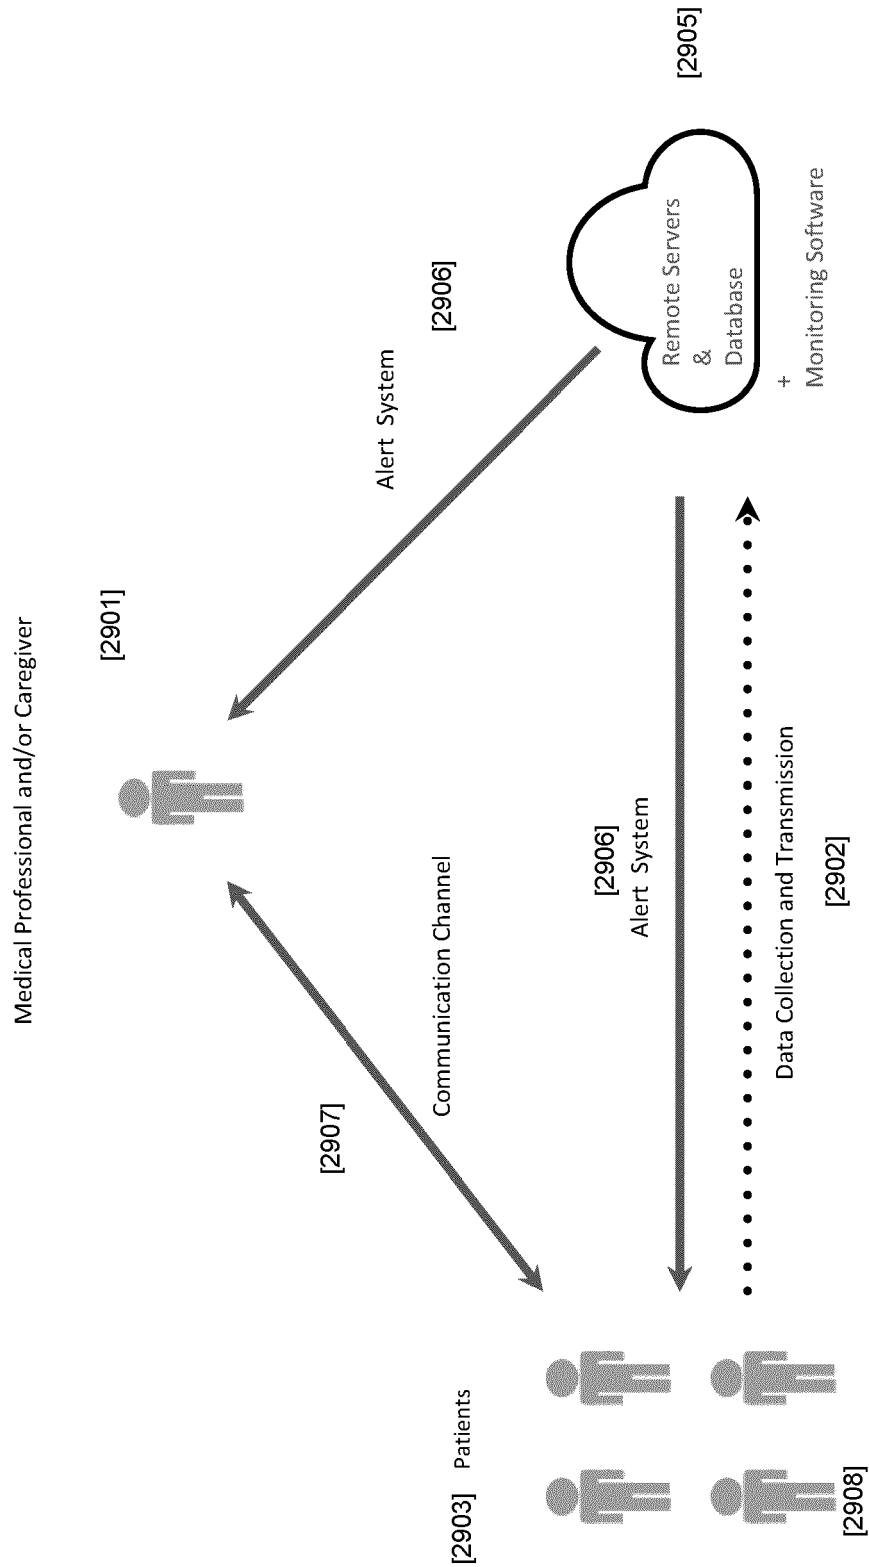 Medical Professional and/or Caregiver
[2901]
[2907]
Communication Channel
Alert System
[2906]
[2903]
Patients
[2908]
[2906]
Alert System
Data Collection and Transmission
[2902]
[2905]
Remote Servers
&
Database
+
Monitoring Software